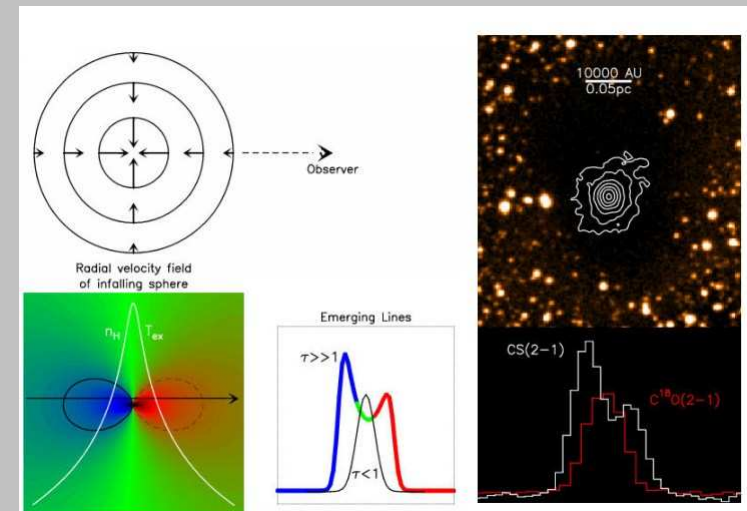 Observer
Radial velocity field
of infalling sphere
n_H
T_ex
Emerging Lines
τ>>1
τ<1
10000 AU
0.05pc
CS(2-1)
C¹⁸O(2-1)